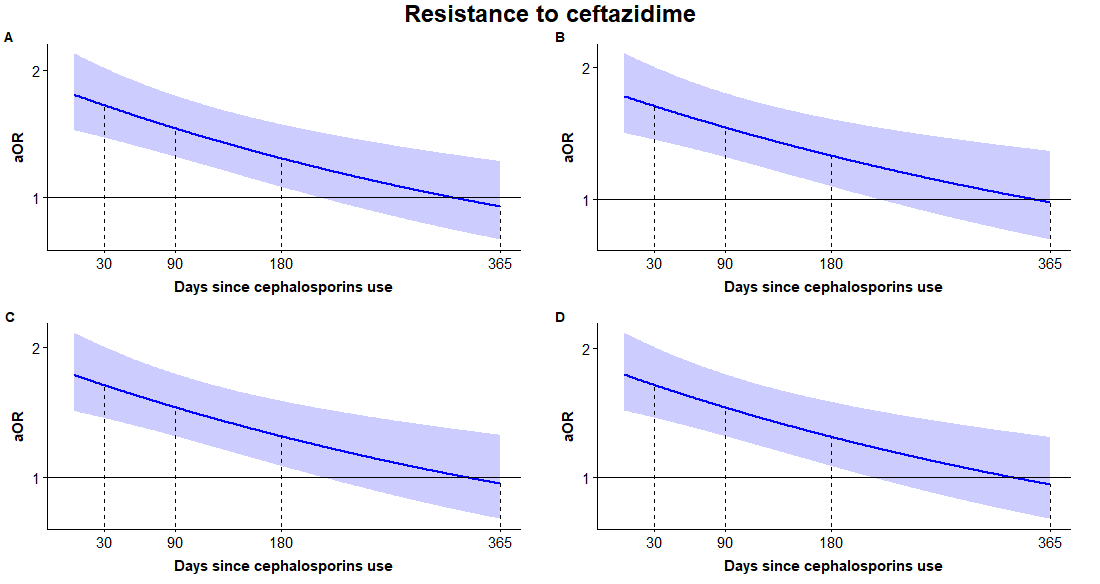 Resistance to ceftazidime
A
2
1
aOR
30 90 180 365
Days since cephalosporins use
B
2
1
aOR
30 90 180 365
Days since cephalosporins use
C
2
1
aOR
30 90 180 365
Days since cephalosporins use
D
2
1
aOR
30 90 180 365
Days since cephalosporins use